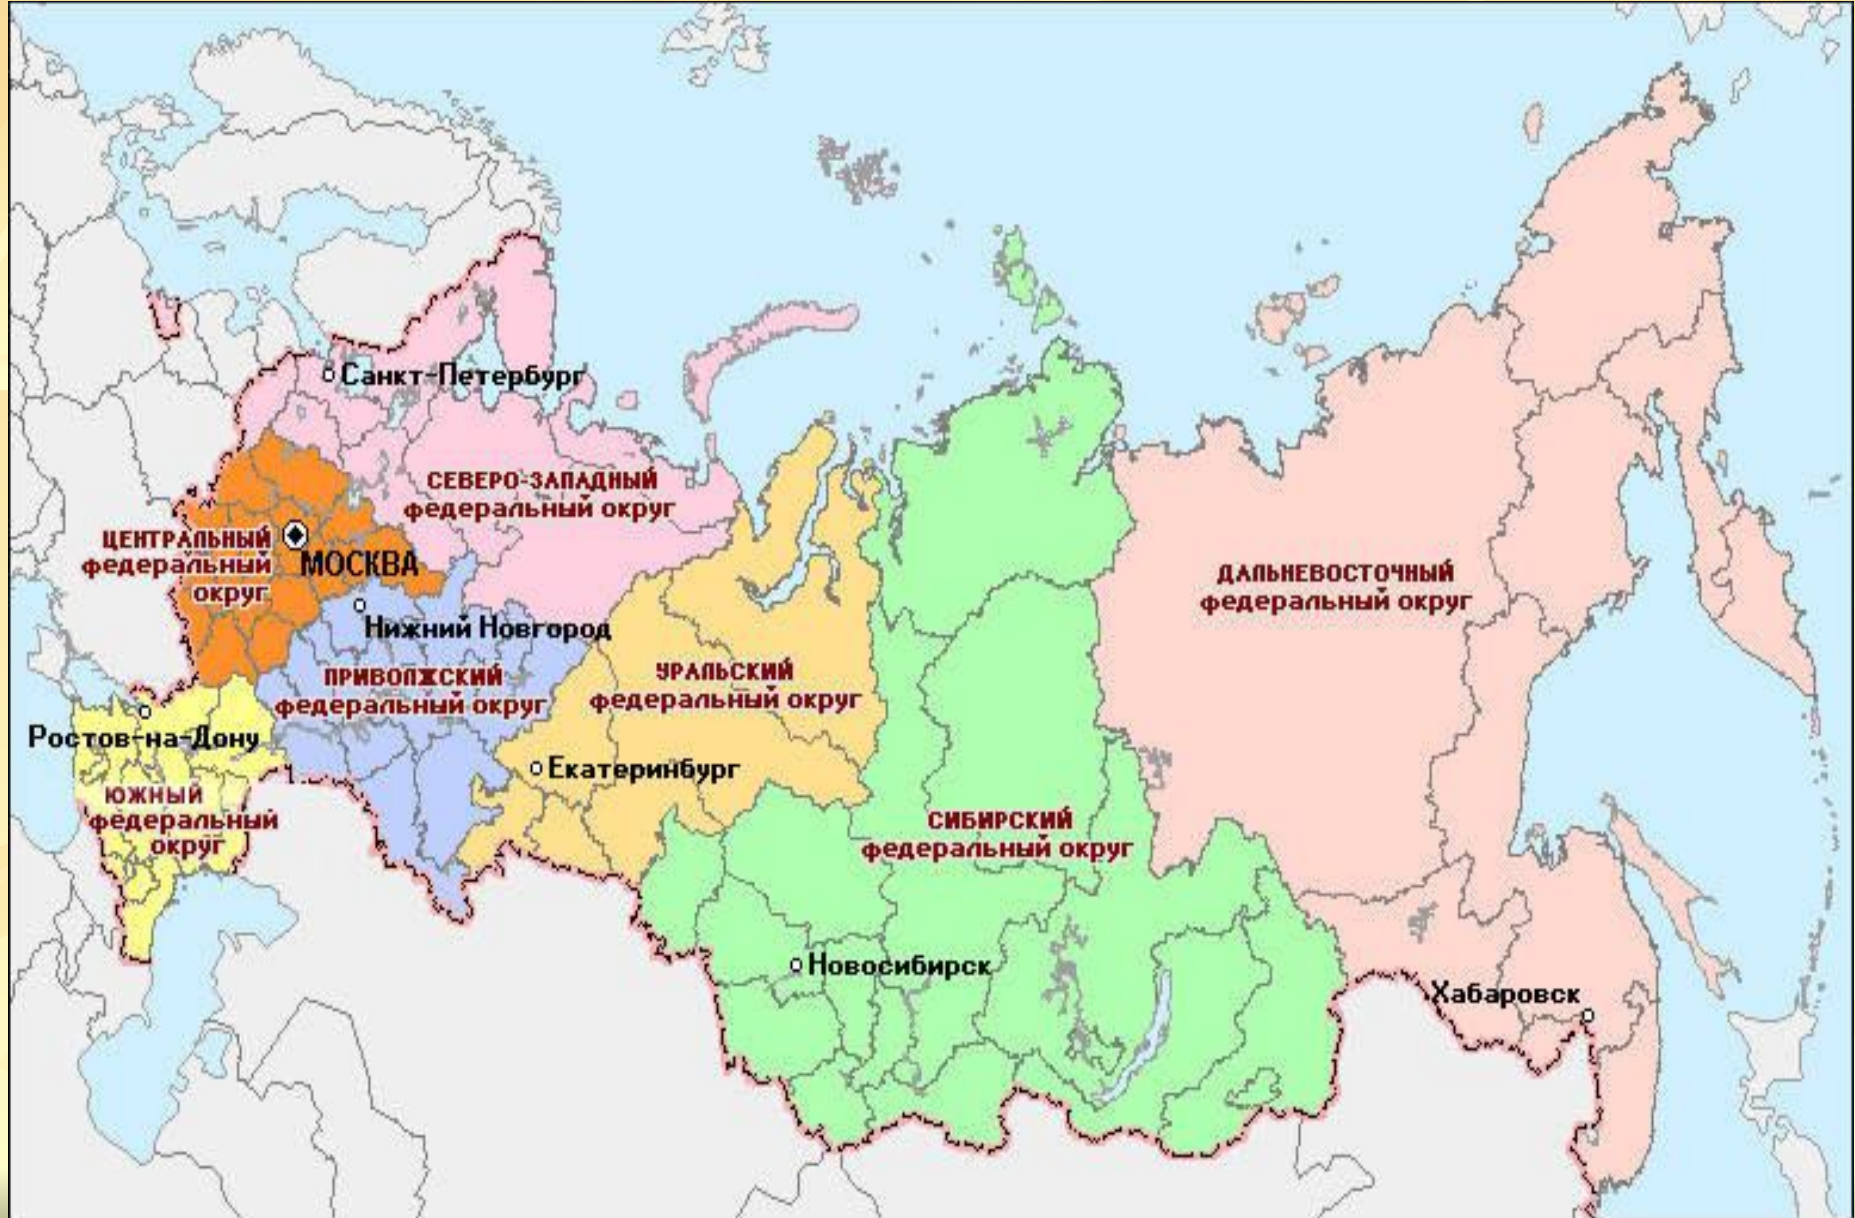 Санкт-Петербург
СЕВЕРО-ЗАПАДНЫЙ
федеральный округ
ЦЕНТРАЛЬНЫЙ
федеральный
округ
МОСКВА
ДАЛЬНЕВОСТОЧНЫЙ
федеральный округ
Нижний Новгород
ПРИВОЛЖСКИЙ
федеральный округ
УРАЛЬСКИЙ
федеральный округ
Ростов-на-Дону
Екатеринбург
ЮЖНЫЙ
федеральный
округ
СИБИРСКИЙ
федеральный округ
Новосибирск
Хабаровск